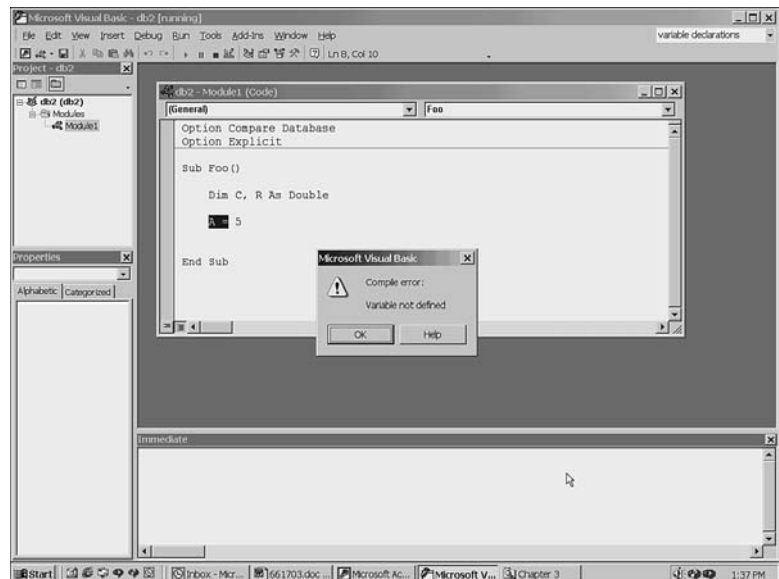 Microsoft Visual Basic - db2 [running]
File Edit View Insert Debug Run Tools Add-Ins Window Help
variable declarations
Ln 8, Col 10
Project - db2
db2 (db2)
Modules
Module1
db2 - Module1 (Code)
(General)
Foo
Option Compare Database
Option Explicit
Sub Foo()
Dim C, R As Double
A = 5
End Sub
Microsoft Visual Basic
Compile error:
Variable not defined
OK
Help
Properties
Alphabetic Categorized
Immediate
Start
Inbox - Micr...
661703.doc ...
Microsoft Ac...
Microsoft V...
Chapter 3
1:37 PM